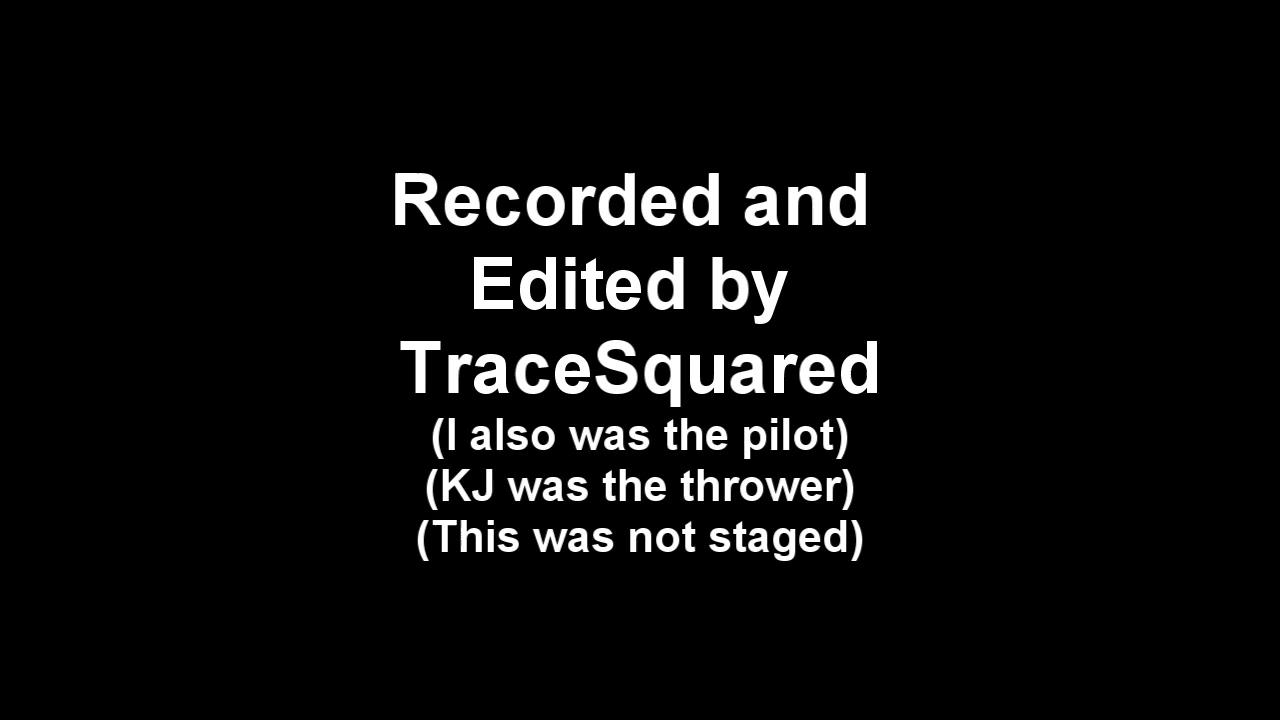 Recorded and
Edited by
TraceSquared
(I also was the pilot)
(KJ was the thrower)
(This was not staged)